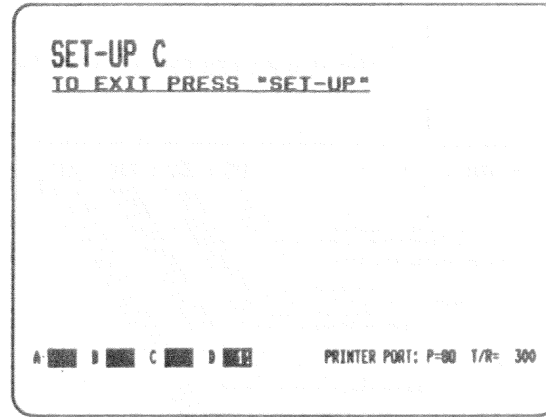 SET-UP C
TO EXIT PRESS "SET-UP"
A B C D PRINTER PORT: P=80 T/R= 300